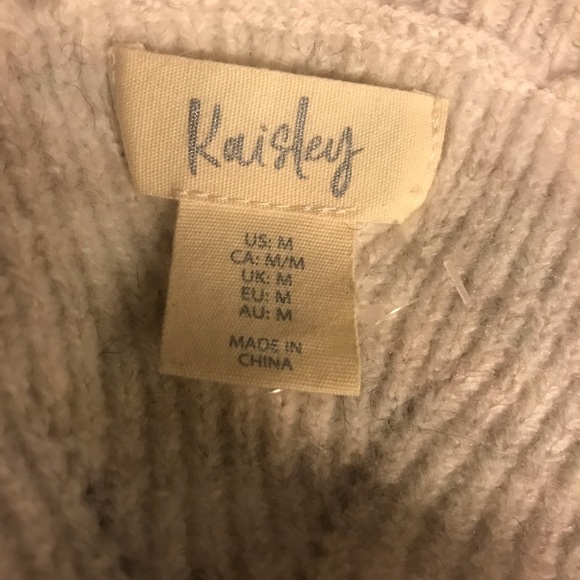 Kaisley
US: M
CA: M/M
UK: M
EU: M
AU: M
MADE IN
CHINA